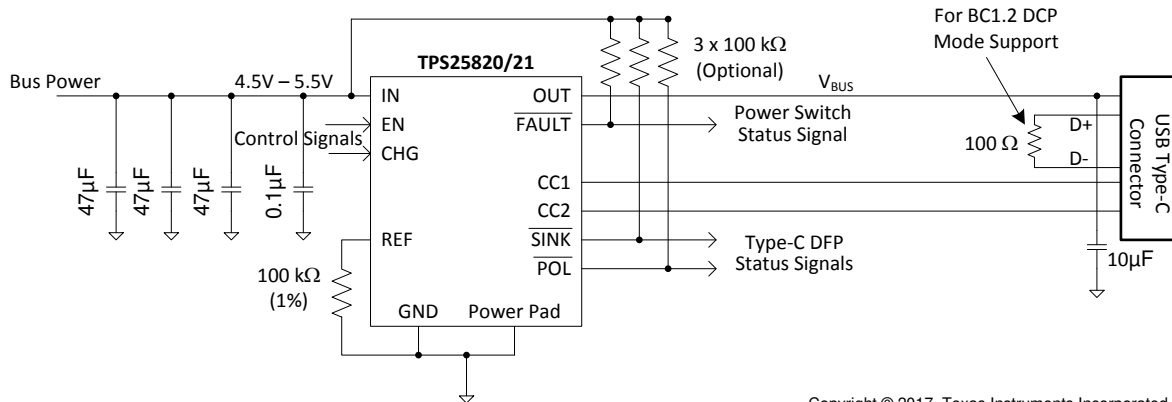 For BC1.2 DCP
Mode Support
3 x 100 kΩ
(Optional)
TPS25820/21
Bus Power
4.5V – 5.5V
IN
OUT
VBUS
EN
FAULT
Power Switch
Status Signal
Control Signals
CHG
D+
100 Ω
D-
USB Type-C
Connector
47µF
47µF
47µF
0.1µF
CC1
CC2
REF
SINK
Type-C DFP
Status Signals
POL
10µF
100 kΩ
(1%)
GND
Power Pad
Copyright © 2017, Texas Instruments Incorporated